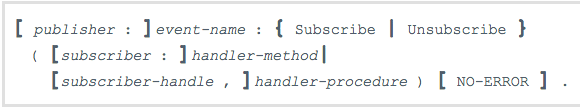 [ publisher : ]event-name : { Subscribe | Unsubscribe }
( [subscriber : ]handler-method|
[subscriber-handle , ]handler-procedure ) [ NO-ERROR ] .